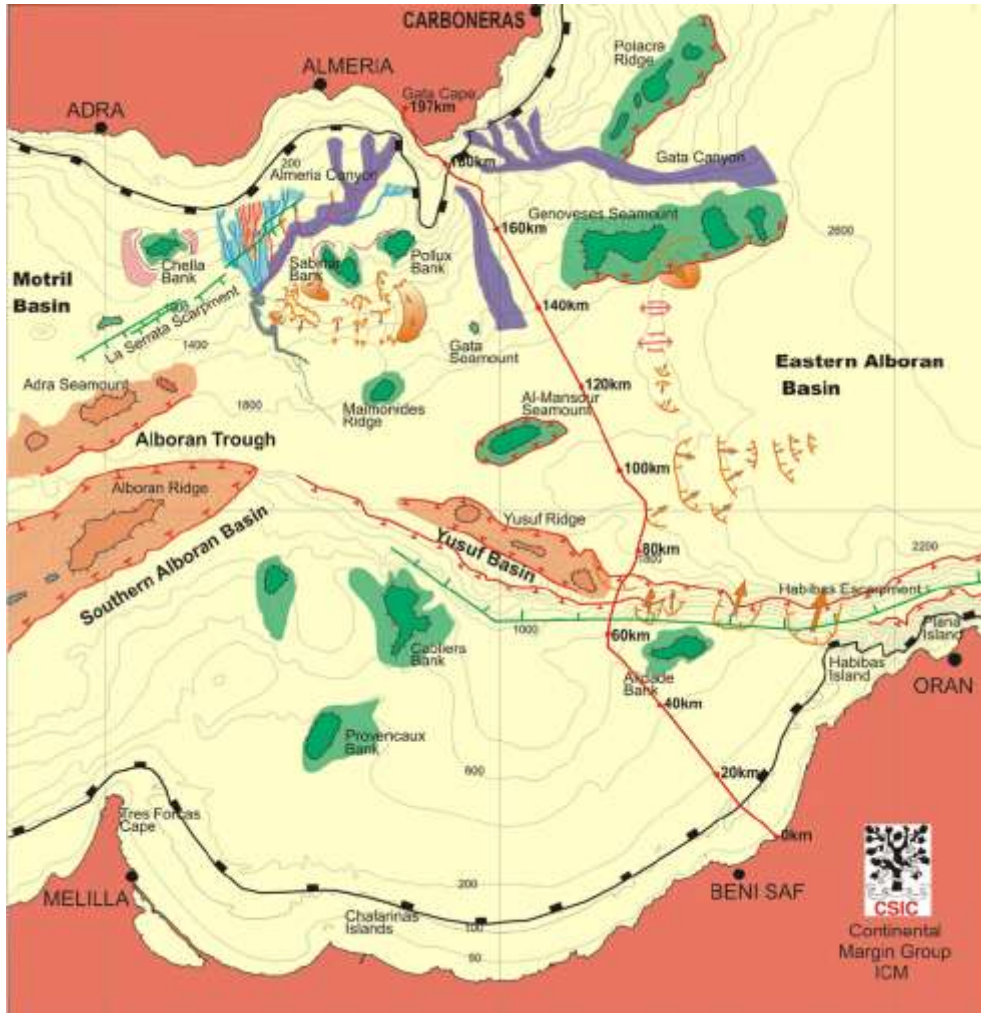 CARBONERAS
Polacra
Ridge
ALMERIA
ADRA
Gata Cape
197km
200
Almeria Canyon
180km
Gata Canyon
Genoveses Seamount
160km
2600
Chella
Bank
Sabinar
Bank
Pollux
Bank
Motril
Basin
La Serrata Scarpment
140km
1400
Gata
Seamount
Eastern Alboran
Basin
Adra Seamount
120km
1800
Maimonides
Ridge
Al-Mansour
Seamount
Alboran Trough
100km
Alboran Ridge
Yusuf Ridge
Southern Alboran Basin
Yusuf Basin
80km
2200
Habibas Escarpment
1000
60km
Plana
Island
Cabliers
Bank
Habibas
Island
ORAN
Alidade
Bank
40km
Provencaux
Bank
20km
600
Tres Forcas
Cape
0km
MELILLA
200
BENI SAF
Chafarinas
Islands
100
50
CSIC
Continental
Margin Group
ICM